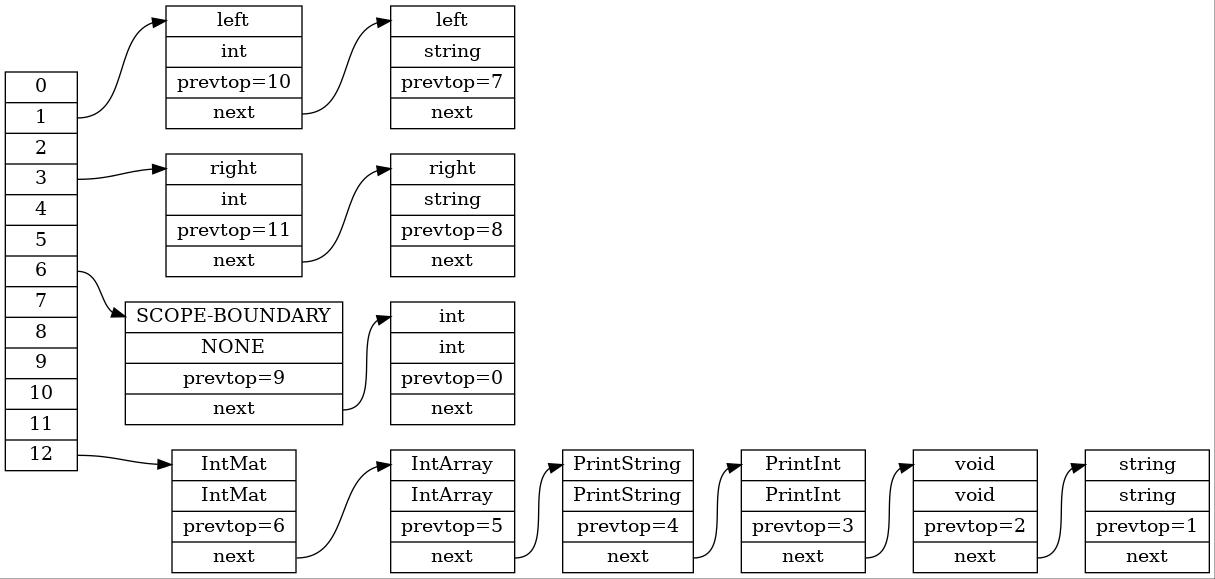 0
1
2
3
4
5
6
7
8
9
10
11
12
left
int
prevtop=10
next
left
string
prevtop=7
next
right
int
prevtop=11
next
right
string
prevtop=8
next
SCOPE-BOUNDARY
NONE
prevtop=9
next
int
int
prevtop=0
next
IntMat
IntMat
prevtop=6
next
IntArray
IntArray
prevtop=5
next
PrintString
PrintString
prevtop=4
next
PrintInt
PrintInt
prevtop=3
next
void
void
prevtop=2
next
string
string
prevtop=1
next